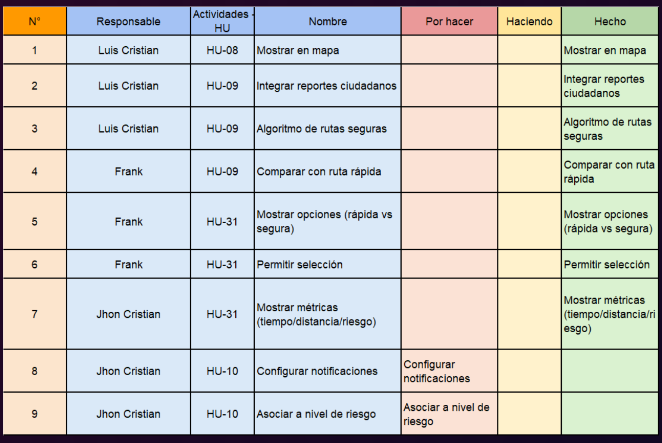 N° Responsable Actividades - HU Nombre Por hacer Haciendo Hecho
1 Luis Cristian HU-08 Mostrar en mapa Mostrar en mapa
2 Luis Cristian HU-09 Integrar reportes ciudadanos Integrar reportes ciudadanos
3 Luis Cristian HU-09 Algoritmo de rutas seguras Algoritmo de rutas seguras
4 Frank HU-09 Comparar con ruta rápida Comparar con ruta rápida
5 Frank HU-31 Mostrar opciones (rápida vs segura) Mostrar opciones (rápida vs segura)
6 Frank HU-31 Permitir selección Permitir selección
7 Jhon Cristian HU-31 Mostrar métricas (tiempo/distancia/riesgo) Mostrar métricas (tiempo/distancia/riesgo)
8 Jhon Cristian HU-10 Configurar notificaciones Configurar notificaciones
9 Jhon Cristian HU-10 Asociar a nivel de riesgo Asociar a nivel de riesgo